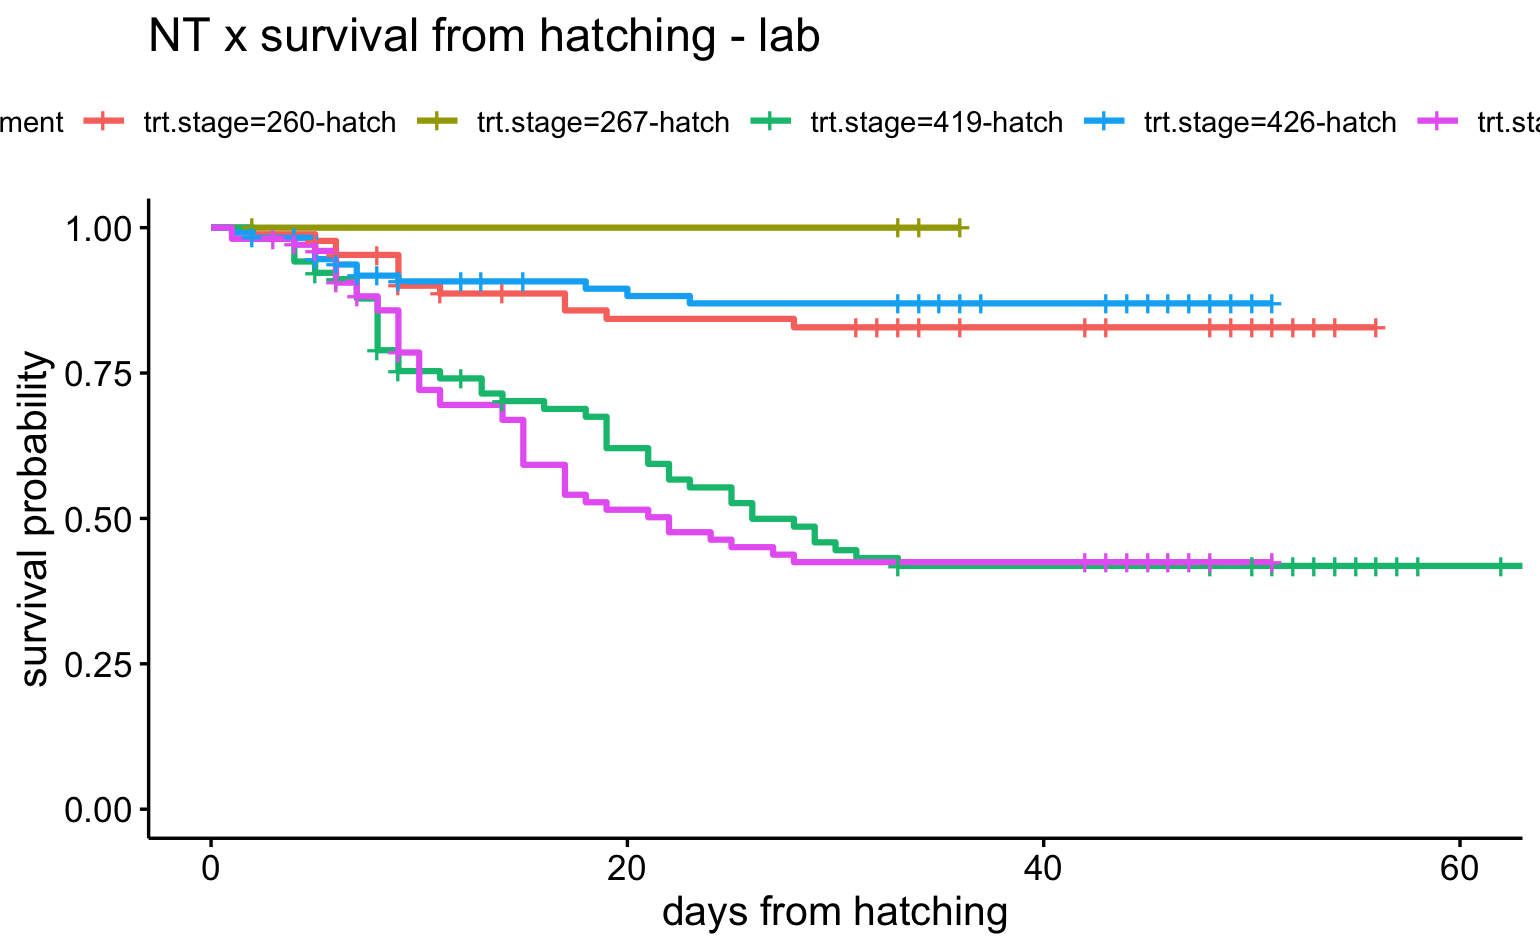 NT x survival from hatching - lab
ment trt.stage=260-hatch trt.stage=267-hatch trt.stage=419-hatch trt.stage=426-hatch trt.sta
1.00
0.75
0.50
0.25
0.00
survival probability
0 20 40 60
days from hatching